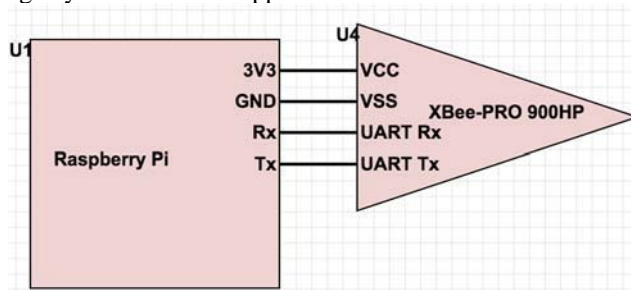 U1
U4
3V3
VCC
GND
VSS
XBee-PRO 900HP
Rx
UART Rx
Raspberry Pi
Tx
UART Tx